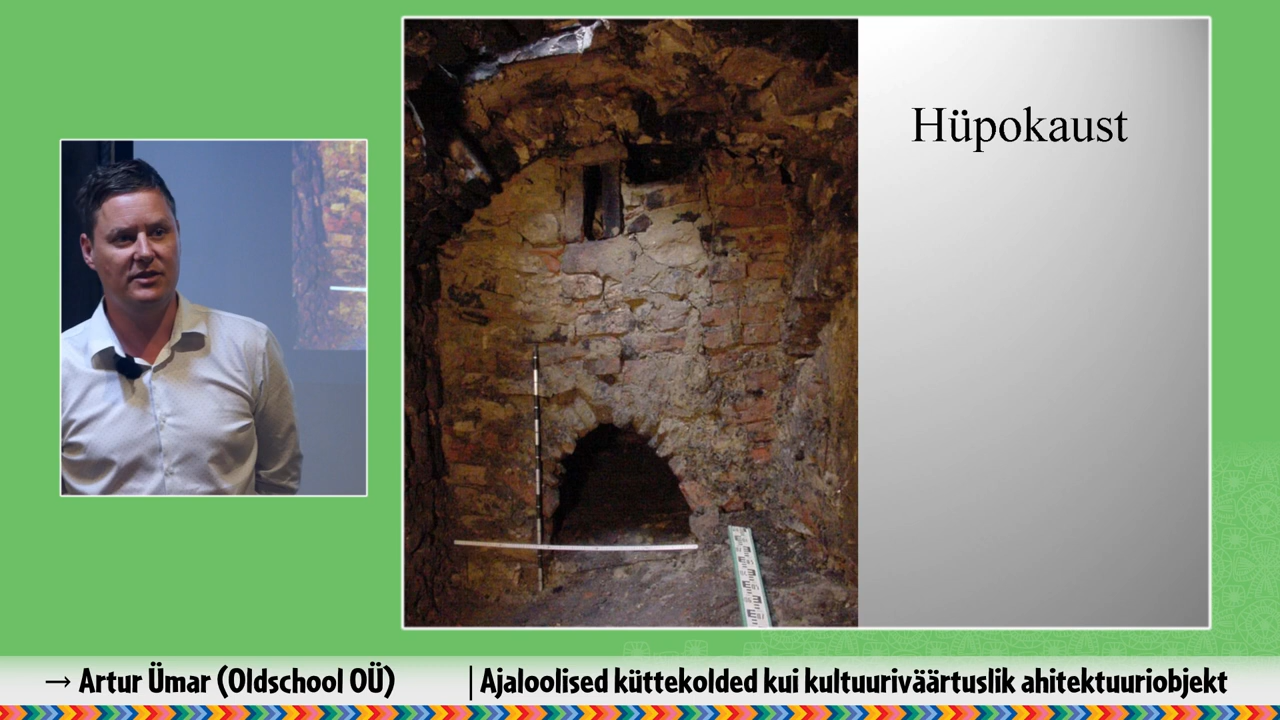 Hüpokaust
→ Artur Ümar (Oldschool OÜ) | Ajaloolised küttekolded kui kultuuriväärtuslik ahitektuuriobjekt